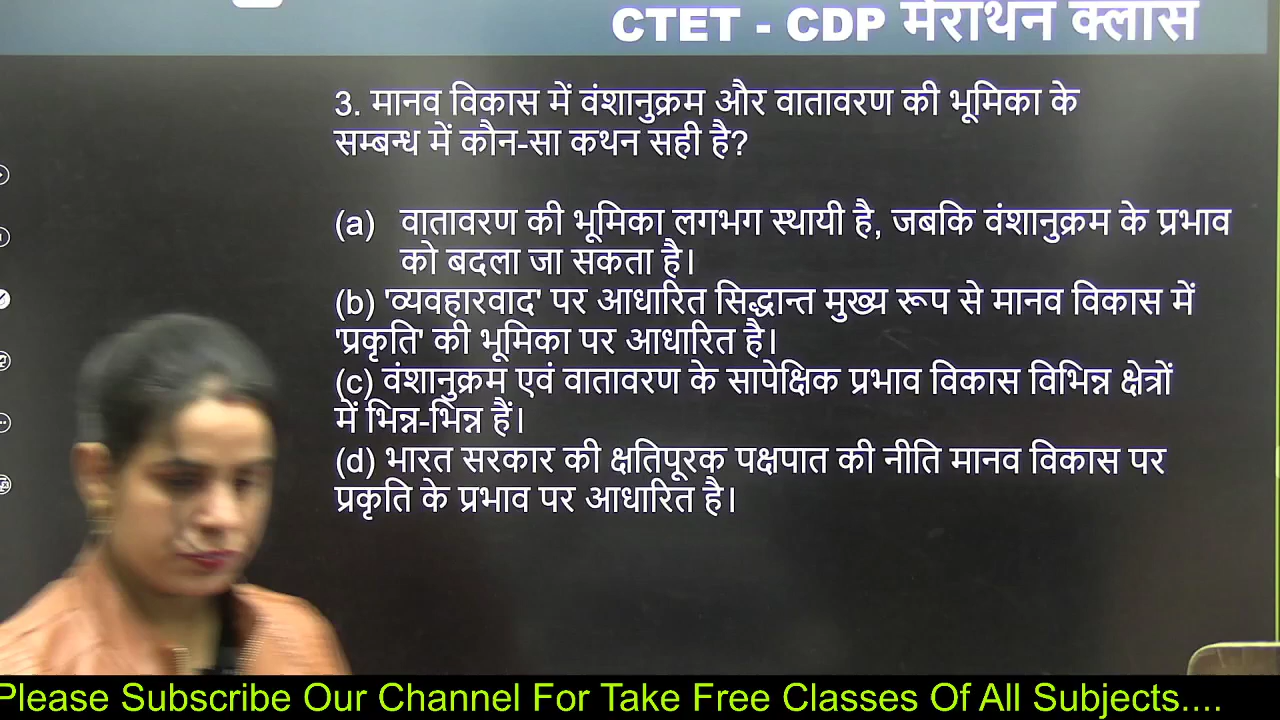 CTET - CDP मैराथन क्लास
3. मानव विकास में वंशानुक्रम और वातावरण की भूमिका के
सम्बन्ध में कौन-सा कथन सही है?
(a) वातावरण की भूमिका लगभग स्थायी है, जबकि वंशानुक्रम के प्रभाव
को बदला जा सकता है।
(b) 'व्यवहारवाद' पर आधारित सिद्धान्त मुख्य रूप से मानव विकास में
'प्रकृति' की भूमिका पर आधारित है।
(c) वंशानुक्रम एवं वातावरण के सापेक्षिक प्रभाव विकास विभिन्न क्षेत्रों
में भिन्न-भिन्न हैं।
(d) भारत सरकार की क्षतिपूरक पक्षपात की नीति मानव विकास पर
प्रकृति के प्रभाव पर आधारित है।
Please Subscribe Our Channel For Take Free Classes Of All Subjects....